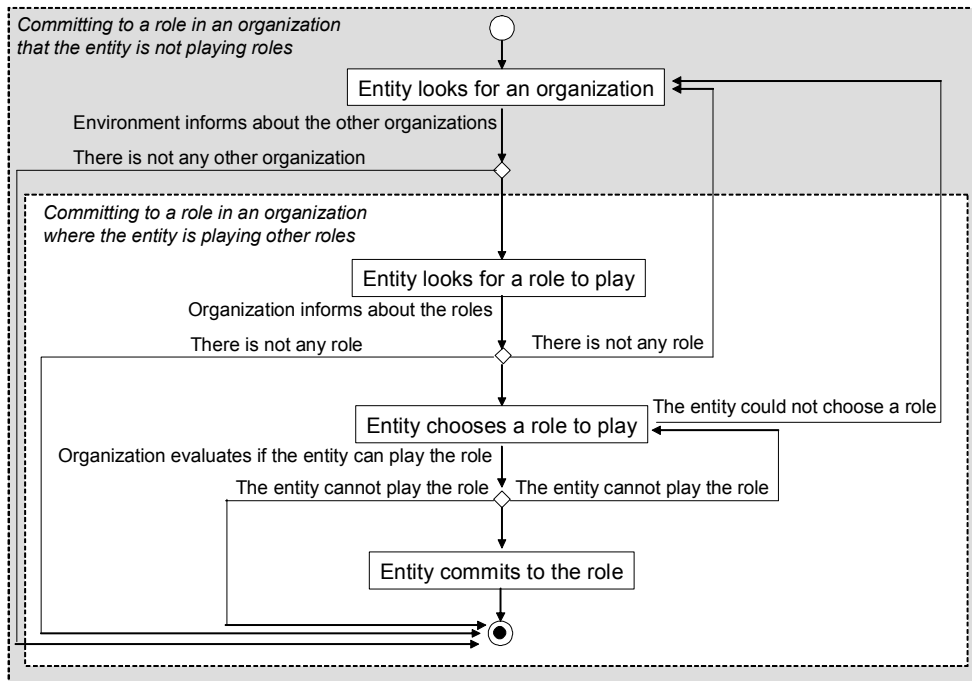 Committing to a role in an organization
that the entity is not playing roles
Entity looks for an organization
Environment informs about the other organizations
There is not any other organization
Committing to a role in an organization
where the entity is playing other roles
Entity looks for a role to play
Organization informs about the roles
There is not any role
There is not any role
The entity could not choose a role
Entity chooses a role to play
Organization evaluates if the entity can play the role
The entity cannot play the role
The entity cannot play the role
Entity commits to the role